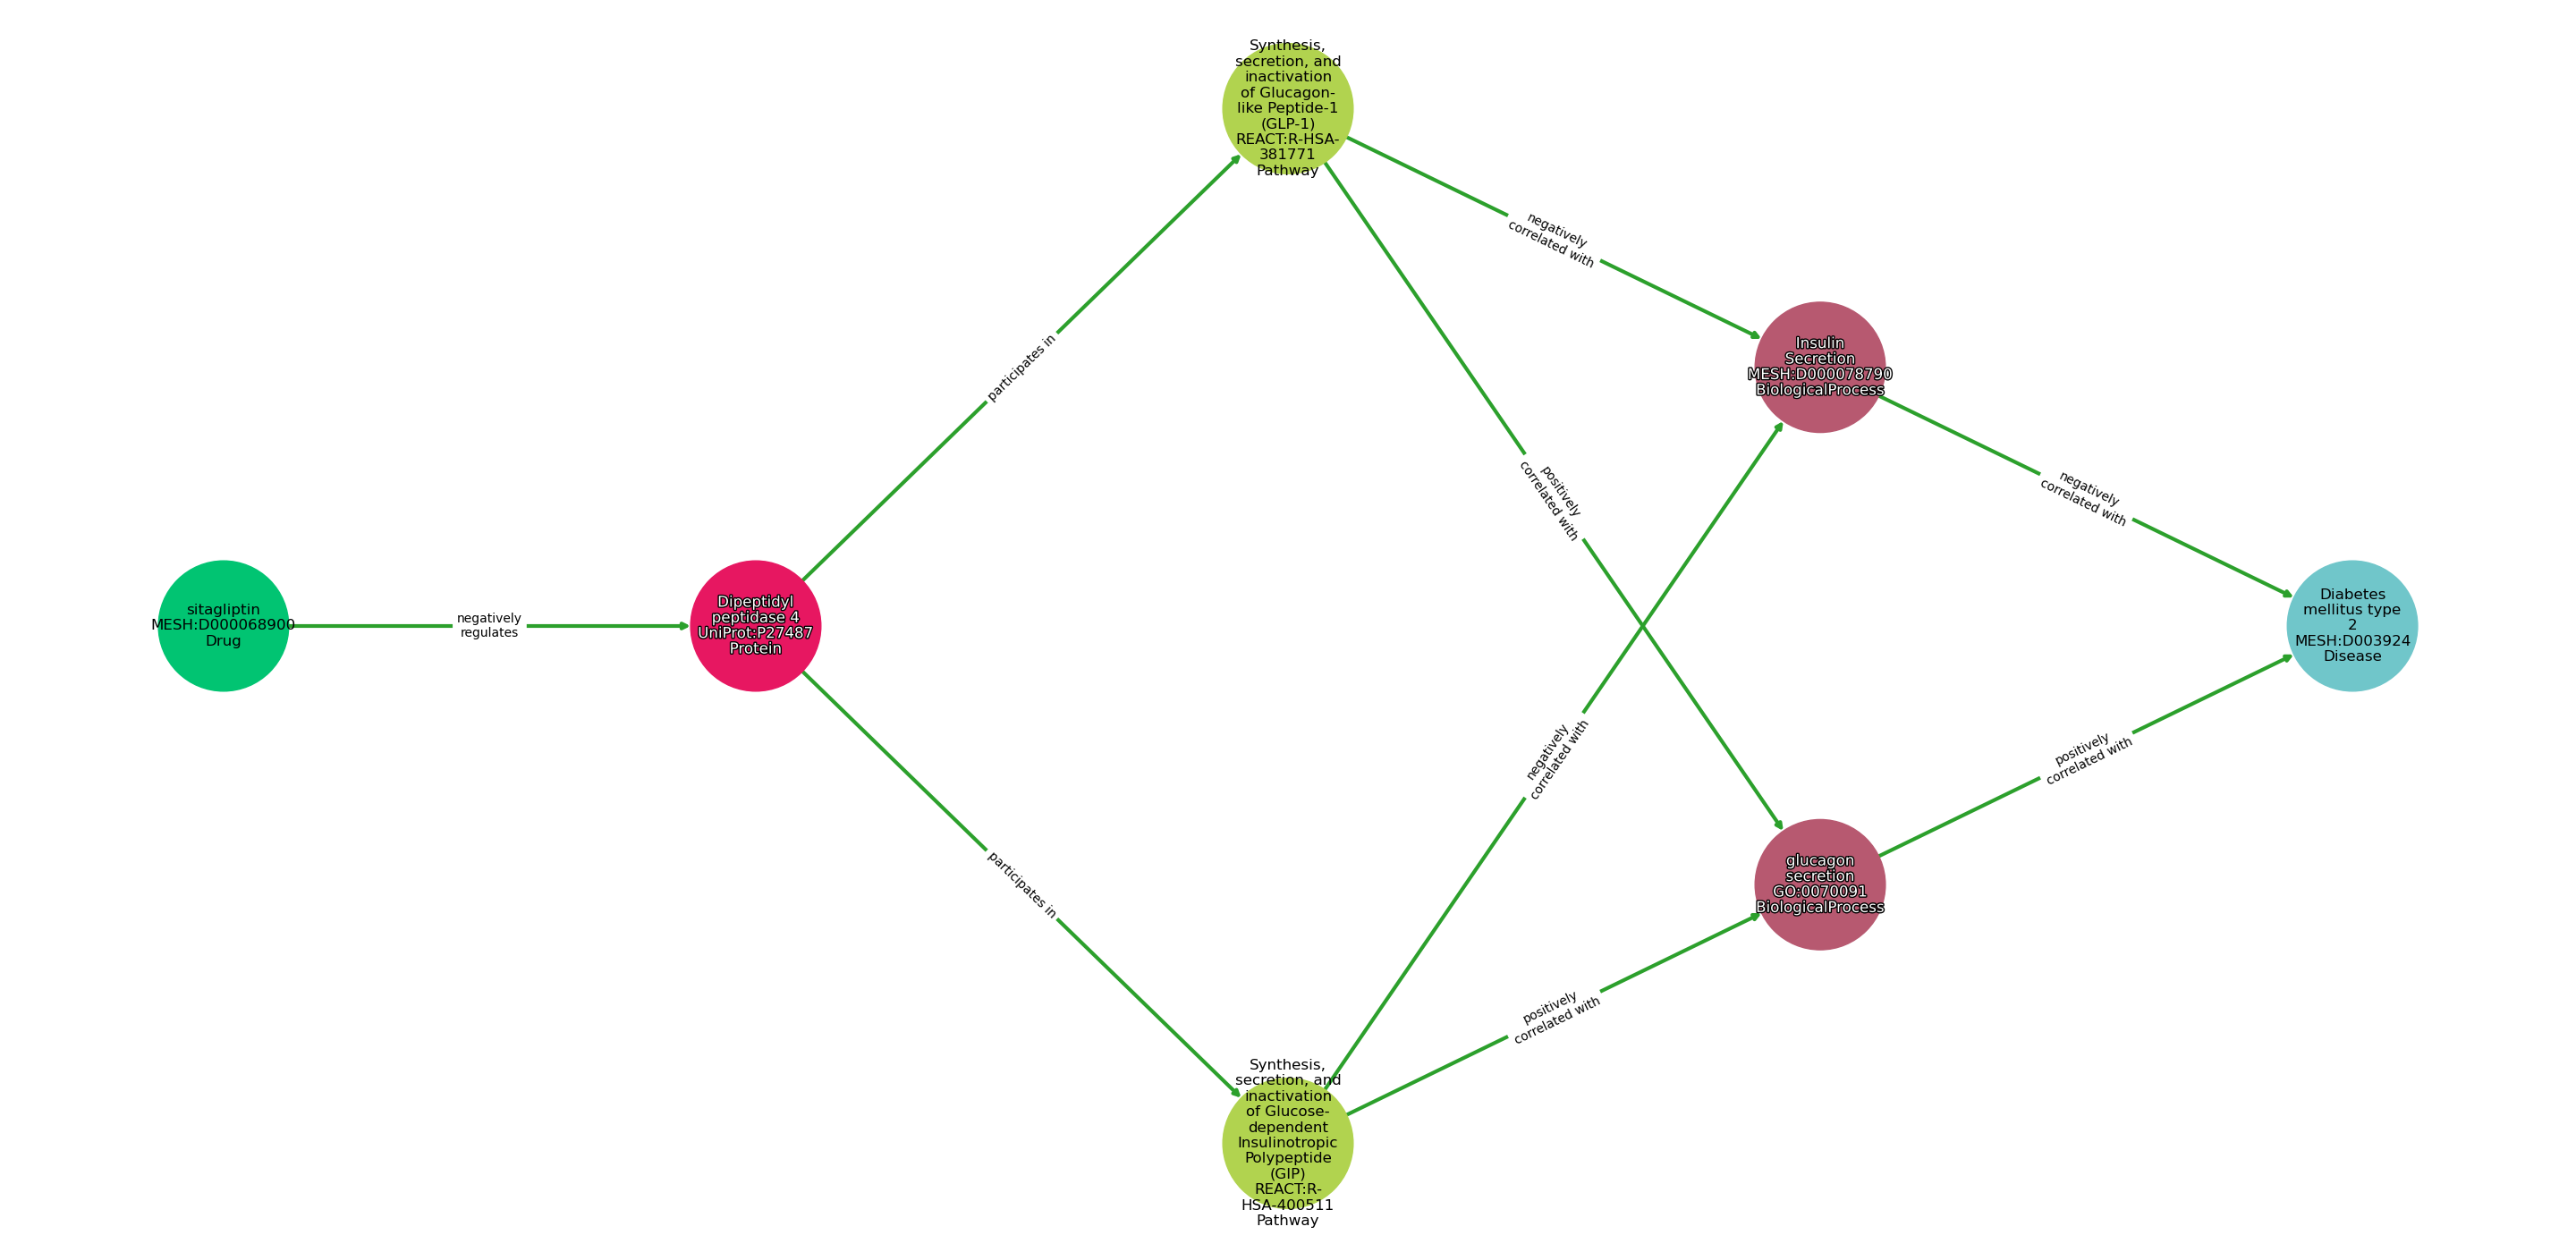 sitagliptin
MESH:D000068900
Drug
negatively
regulates
Dipeptidyl
peptidase 4
UniProt:P27487
Protein
participates in
participates in
Synthesis,
secretion, and
inactivation
of Glucagon-
like Peptide-1
(GLP-1)
REACT:R-HSA-
381771
Pathway
Synthesis,
secretion, and
inactivation
of Glucose-
dependent
Insulinotropic
Polypeptide
(GIP)
REACT:R-
HSA-400511
Pathway
negatively
correlated with
positively
correlated with
negatively
correlated with
positively
correlated with
Insulin
Secretion
MESH:D000078790
BiologicalProcess
glucagon
secretion
GO:0070091
BiologicalProcess
negatively
correlated with
positively
correlated with
Diabetes
mellitus type
2
MESH:D003924
Disease